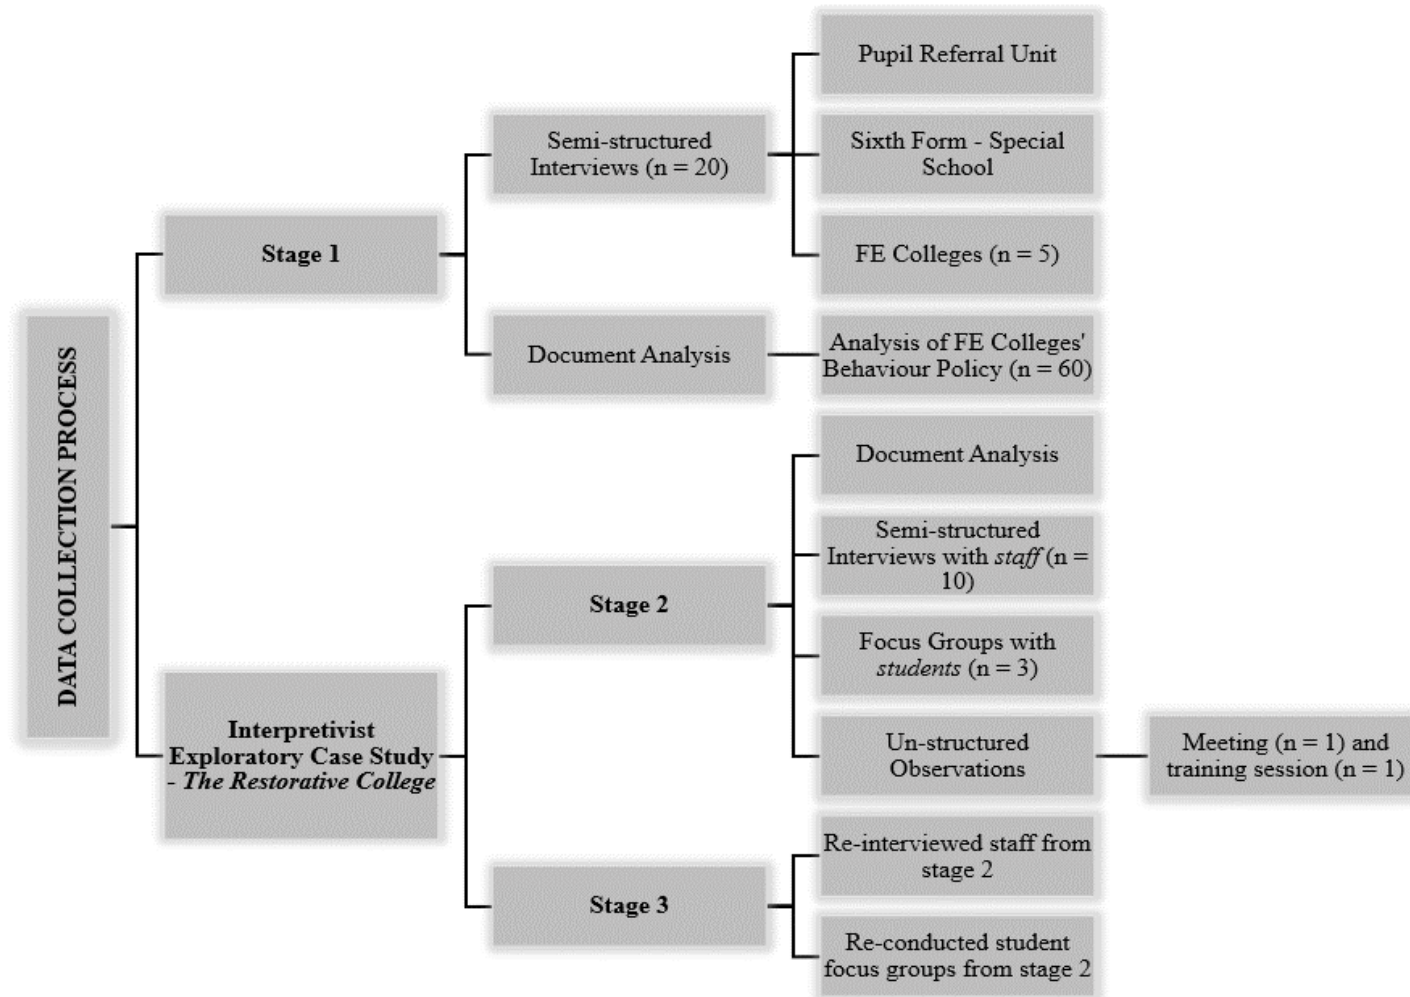 DATA COLLECTION PROCESS
Stage 1
Semi-structured
Interviews (n = 20)
Pupil Referral Unit
Sixth Form - Special
School
FE Colleges (n = 5)
Document Analysis
Analysis of FE Colleges'
Behaviour Policy (n = 60)
Interpretivist
Exploratory Case Study
- The Restorative College
Stage 2
Document Analysis
Semi-structured
Interviews with staff (n =
10)
Focus Groups with
students (n = 3)
Un-structured
Observations
Meeting (n = 1) and
training session (n = 1)
Stage 3
Re-interviewed staff from
stage 2
Re-conducted student
focus groups from stage 2